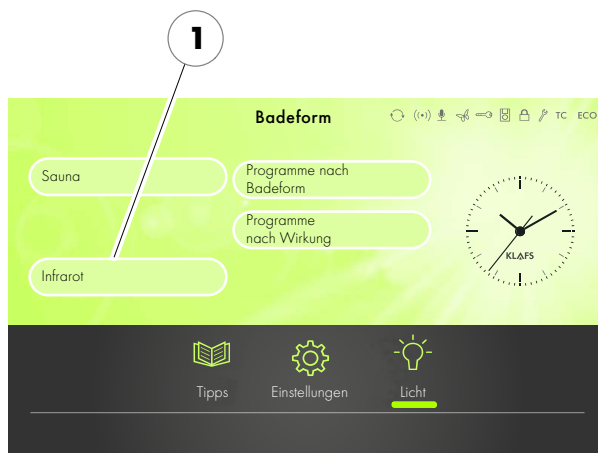 1
Badeform
TC ECO
Sauna
Programme nach
Badeform
Programme
nach Wirkung
Infrarot
KLAFS
Tipps
Einstellungen
Licht